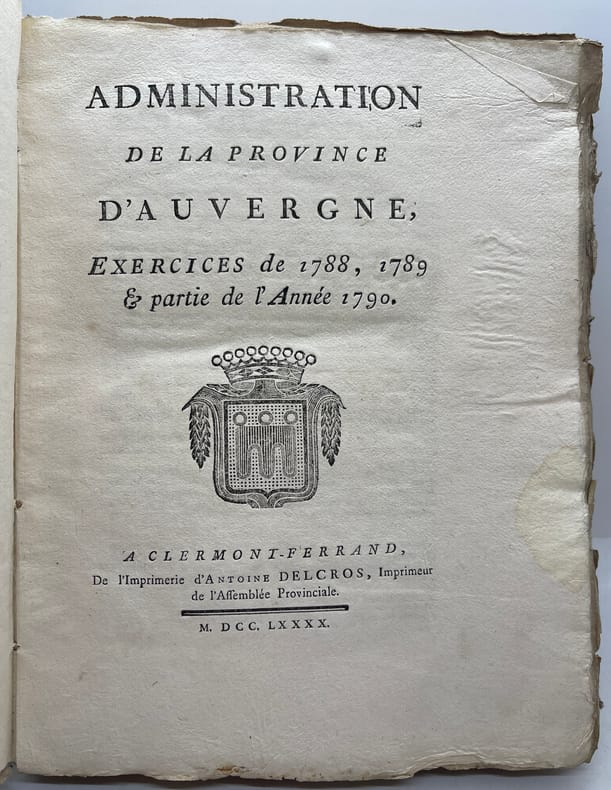 ADMINISTRATION
DE LA PROVINCE
D'AUVERGNE,
EXERCICES de 1788, 1789
& partie de l'Année 1790.
A CLERMONT-FERRAND,
De l'Imprimerie d'ANTOINE DELCROS, Imprimeur
de l'Aſſemblée Provinciale.
M. DCC. LXXXX.